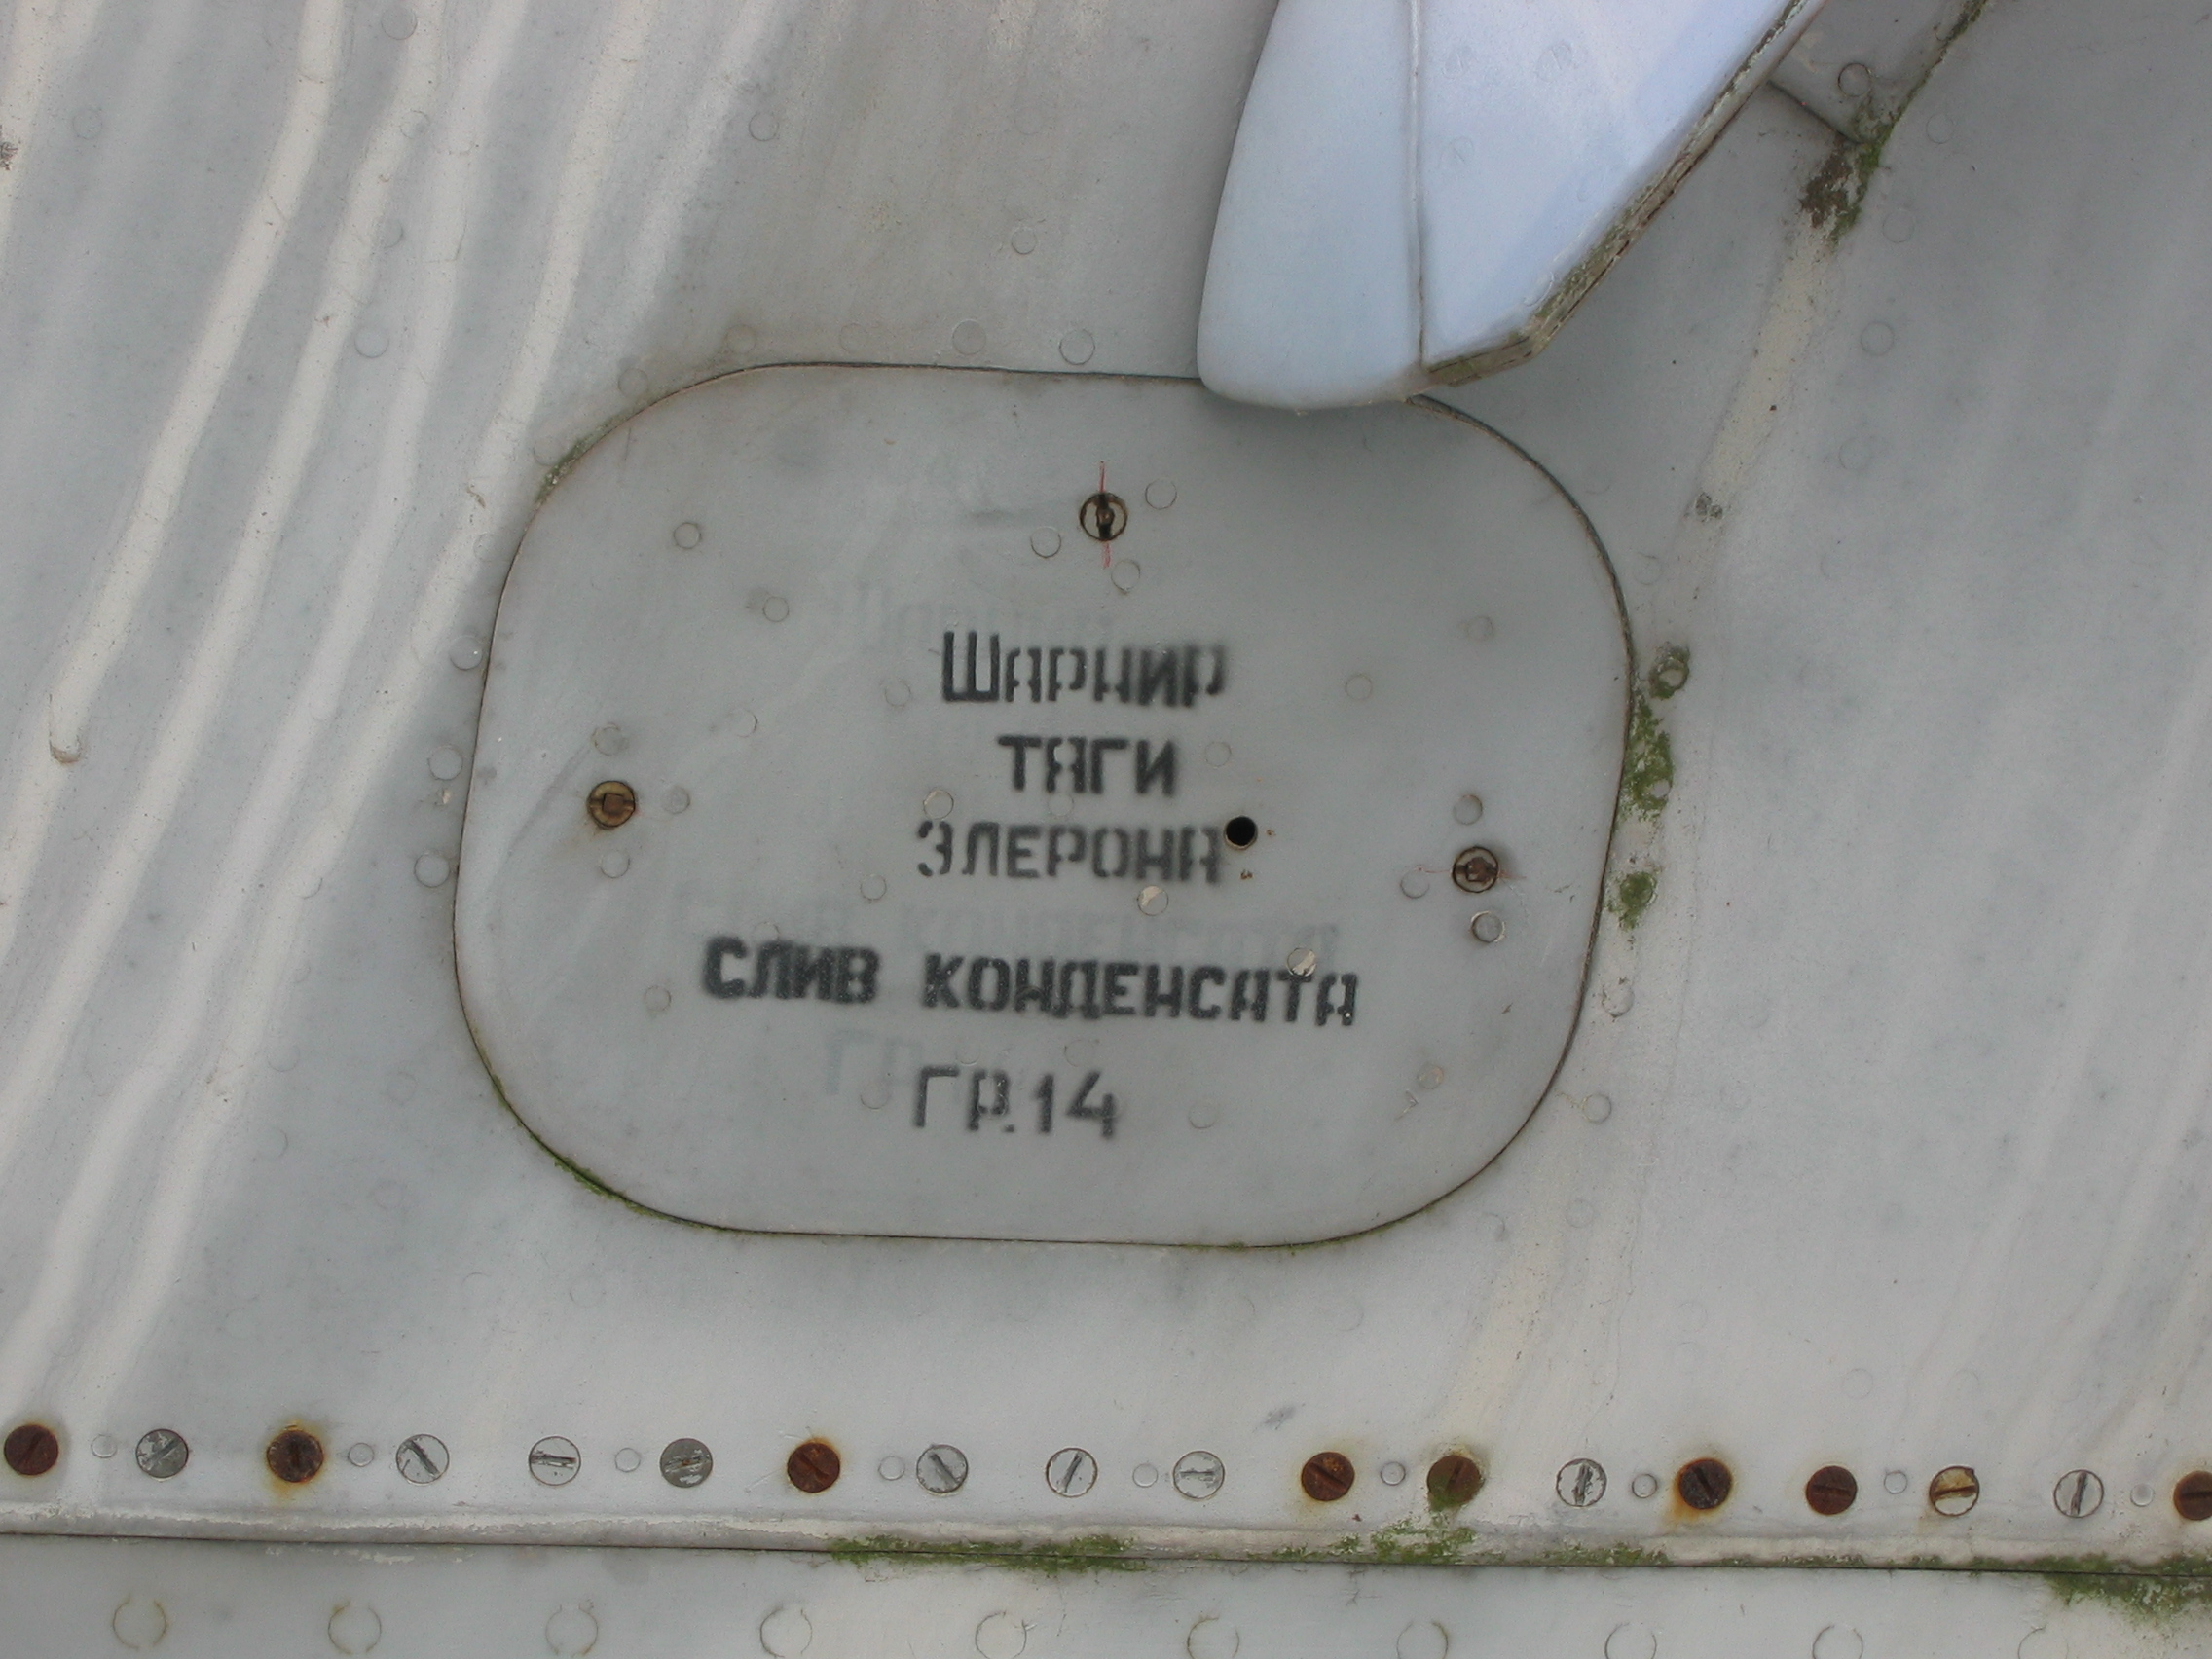 Шарнир
ТЯГИ
ЭЛЕРОНА
СЛИВ КОНДЕНСАТА
ГР.14